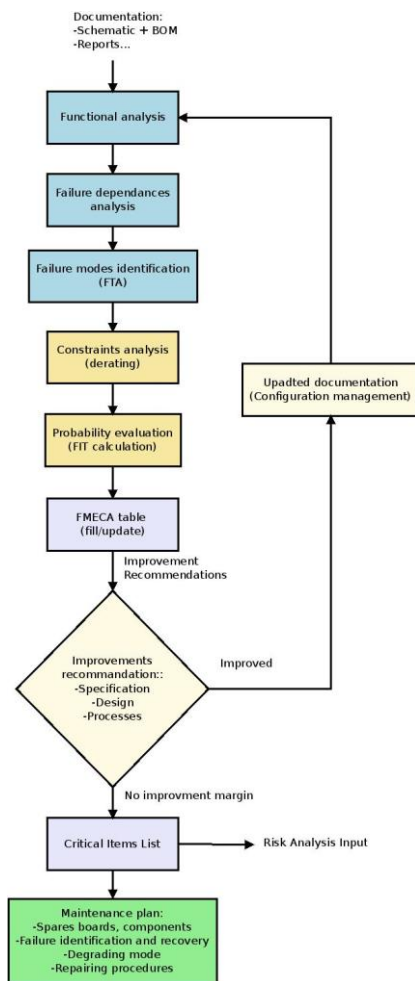 Documentation:
-Schematic + BOM
-Reports...
Functional analysis
Failure dependances
analysis
Failure modes identification
(FTA)
Constraints analysis
(derating)
Upadted documentation
(Configuration management)
Probability evaluation
(FIT calculation)
FMECA table
(fill/update)
Improvement
Recommendations
Improvements
recommandation::
-Specification
-Design
-Processes
Improved
No improvment margin
Critical Items List
Risk Analysis Input
Maintenance plan:
-Spares boards, components
-Failure identification and recovery
-Degrading mode
-Repairing procedures